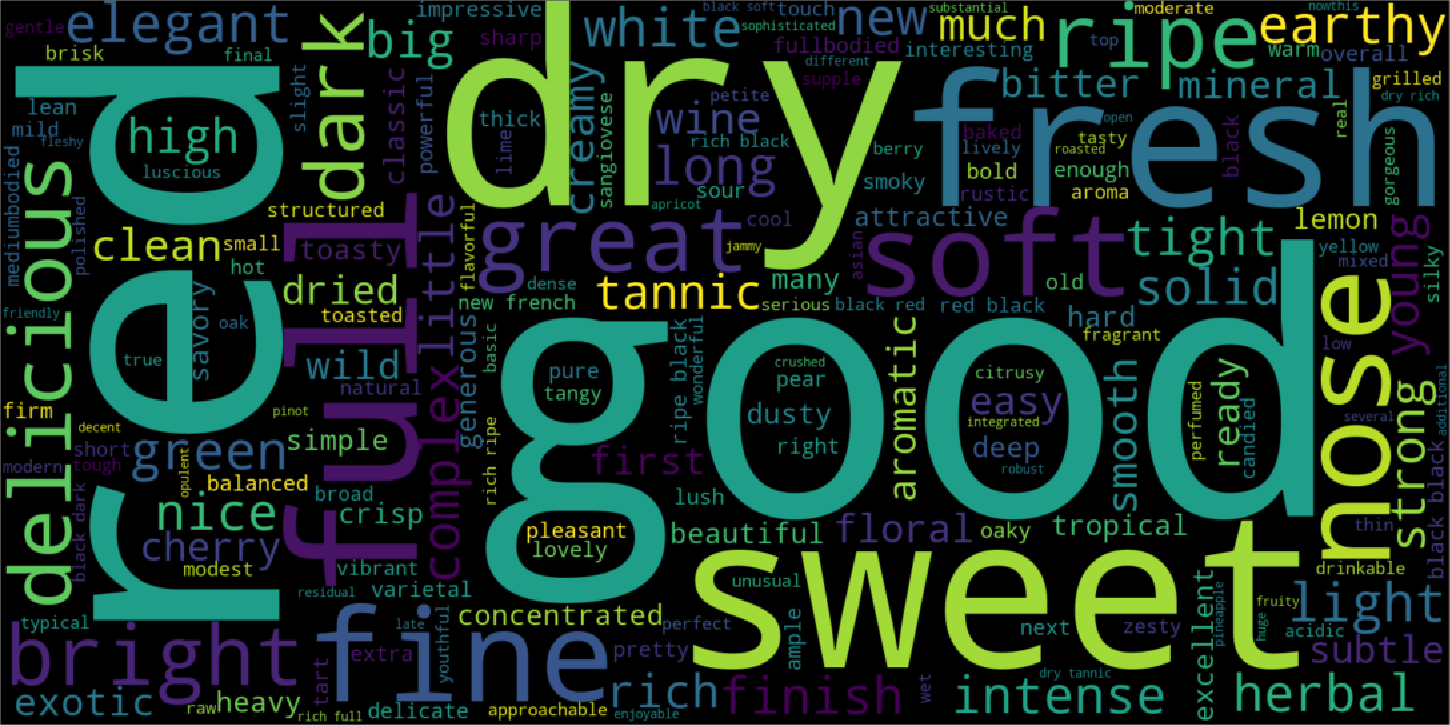 gentle
elegant
impressive
black soft
touch
new
substantial
moderate
nowthis
brisk
final
dark
big
sharp
white
sophisticated
fullbodied
much
interesting
ripe
top
warm
earthy
overall
lean
mild
fleshy
high
luscious
slight
classic
powerful
dry
thick
lime
creamy
sangiovese
petite
wine
rich black
long
sour
apricot
cool
different
supple
berry
smoky
attractive
fresh
bitter
mineral
grilled
dry rich
baked
lively
bold
rustic
open
tasty
roasted
enough
aroma
black
real
gorgeous
mediumbodied
polished
delicious
friendly
red
structured
clean
small
hot
toasty
dried
toasted
savory
oak
true
full
little
flavorful
great
jammy
dense
new french
tannic
many
serious
asian
soft
black red
red black
old
tight
solid
hard
fragrant
lemon
yellow
mixed
young
silky
low
firm
decent
wild
natural
pinot
complex
generous
basic
good
pure
tangy
ripe black
wonderful
crushed
pear
dusty
right
aromatic
citrusy
easy
integrated
deep
robust
smooth
perfumed
ready
candied
nose
several
strong
additional
modern
short
tough
green
opulent
simple
balanced
broad
crisp
nice
cherry
modest
vibrant
residual
varietal
rich ripe
first
lush
pleasant
lovely
beautiful
floral
oaky
tropical
thin
black black
drinkable
black dark
typical
bright
exotic
raw
heavy
tart
rich full
extra
fine
late
youthful
delicate
concentrated
approachable
perfect
pretty
rich
enjoyable
sweet
unusual
ample
finish
wet
next
zesty
dry tannic
intense
excellent
pineapple
huge
fruity
light
acidic
subtle
herbal